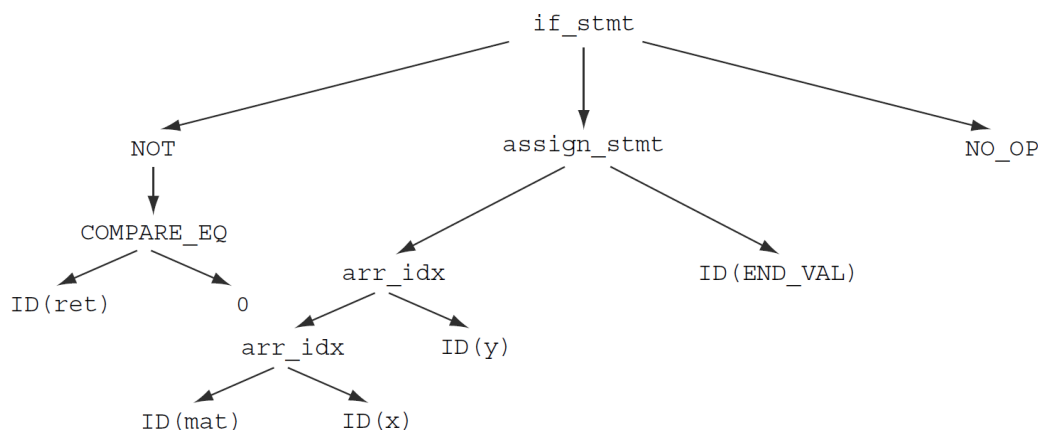 if_stmt
NOT assign_stmt NO_OP
COMPARE_EQ
arr_idx ID(END_VAL)
ID(ret) 0
arr_idx ID(y)
ID(mat) ID(x)